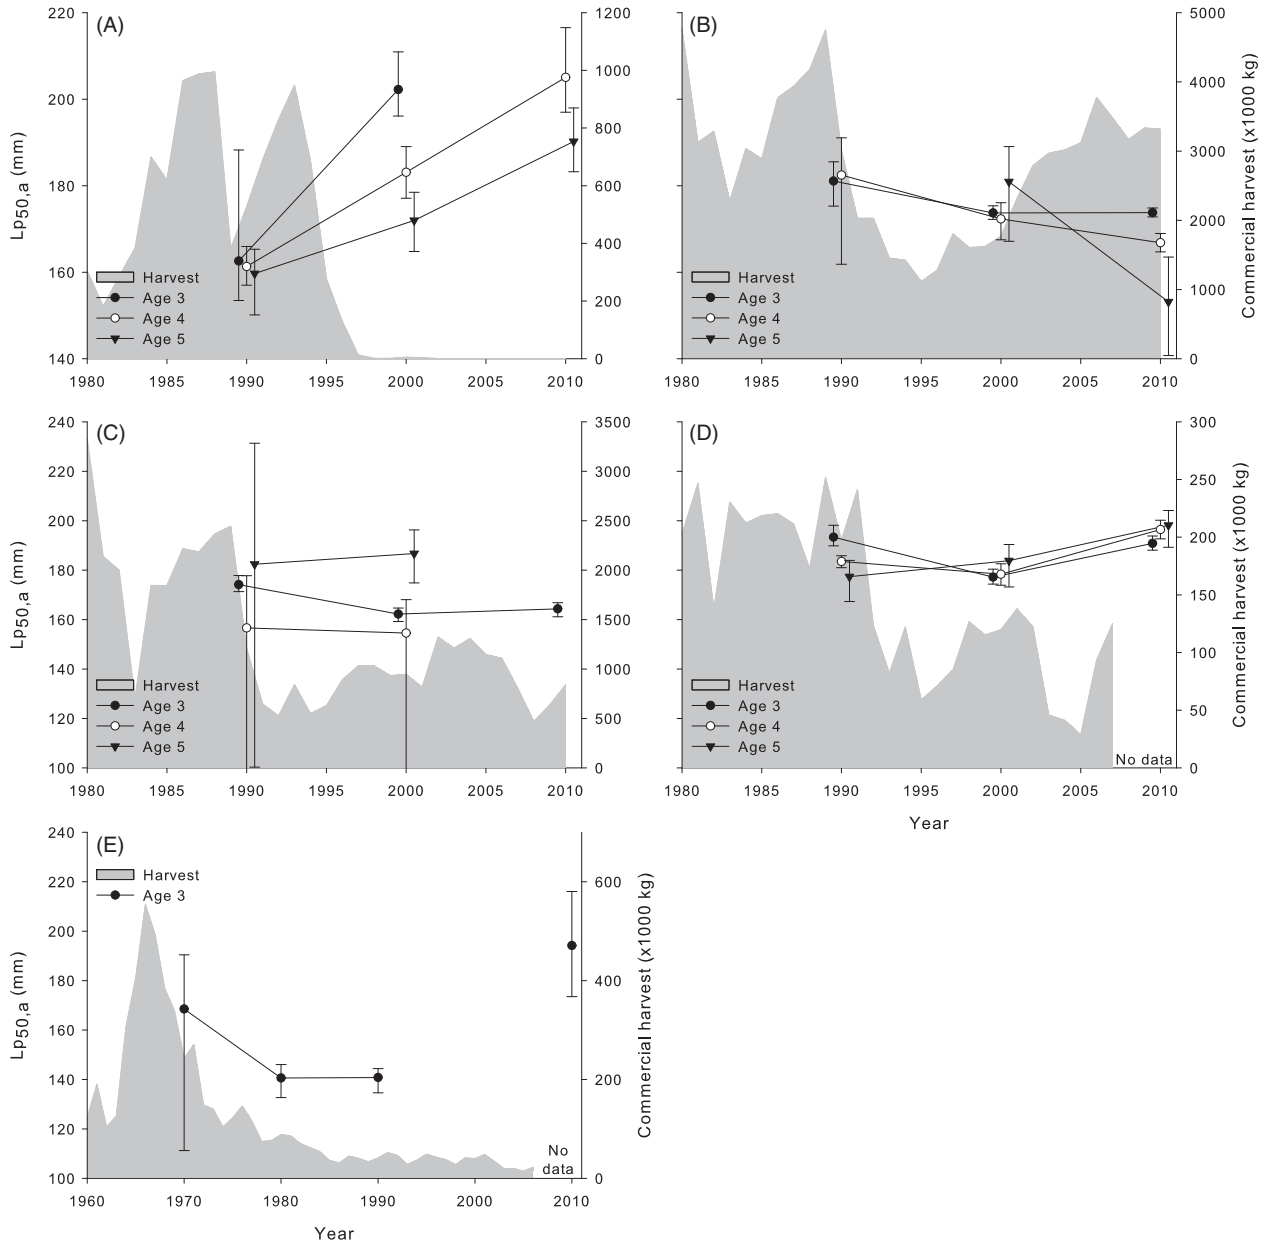 (A)
220
200
180
160
140
Lp50,a (mm)
1200
1000
800
600
400
200
0
Harvest
Age 3
Age 4
Age 5
1980 1985 1990 1995 2000 2005 2010
(B)
5000
4000
3000
2000
1000
0
Commercial harvest (x1000 kg)
Harvest
Age 3
Age 4
Age 5
1980 1985 1990 1995 2000 2005 2010
(C)
240
220
200
180
160
140
120
100
Lp50,a (mm)
3500
3000
2500
2000
1500
1000
500
0
Harvest
Age 3
Age 4
Age 5
1980 1985 1990 1995 2000 2005 2010
(D)
300
250
200
150
100
50
0
Commercial harvest (x1000 kg)
Harvest
Age 3
Age 4
Age 5
No data
1980 1985 1990 1995 2000 2005 2010
Year
(E)
240
220
200
180
160
140
120
100
Lp50,a (mm)
600
400
200
0
Commercial harvest (x1000 kg)
Harvest
Age 3
No
data
1960 1970 1980 1990 2000 2010
Year